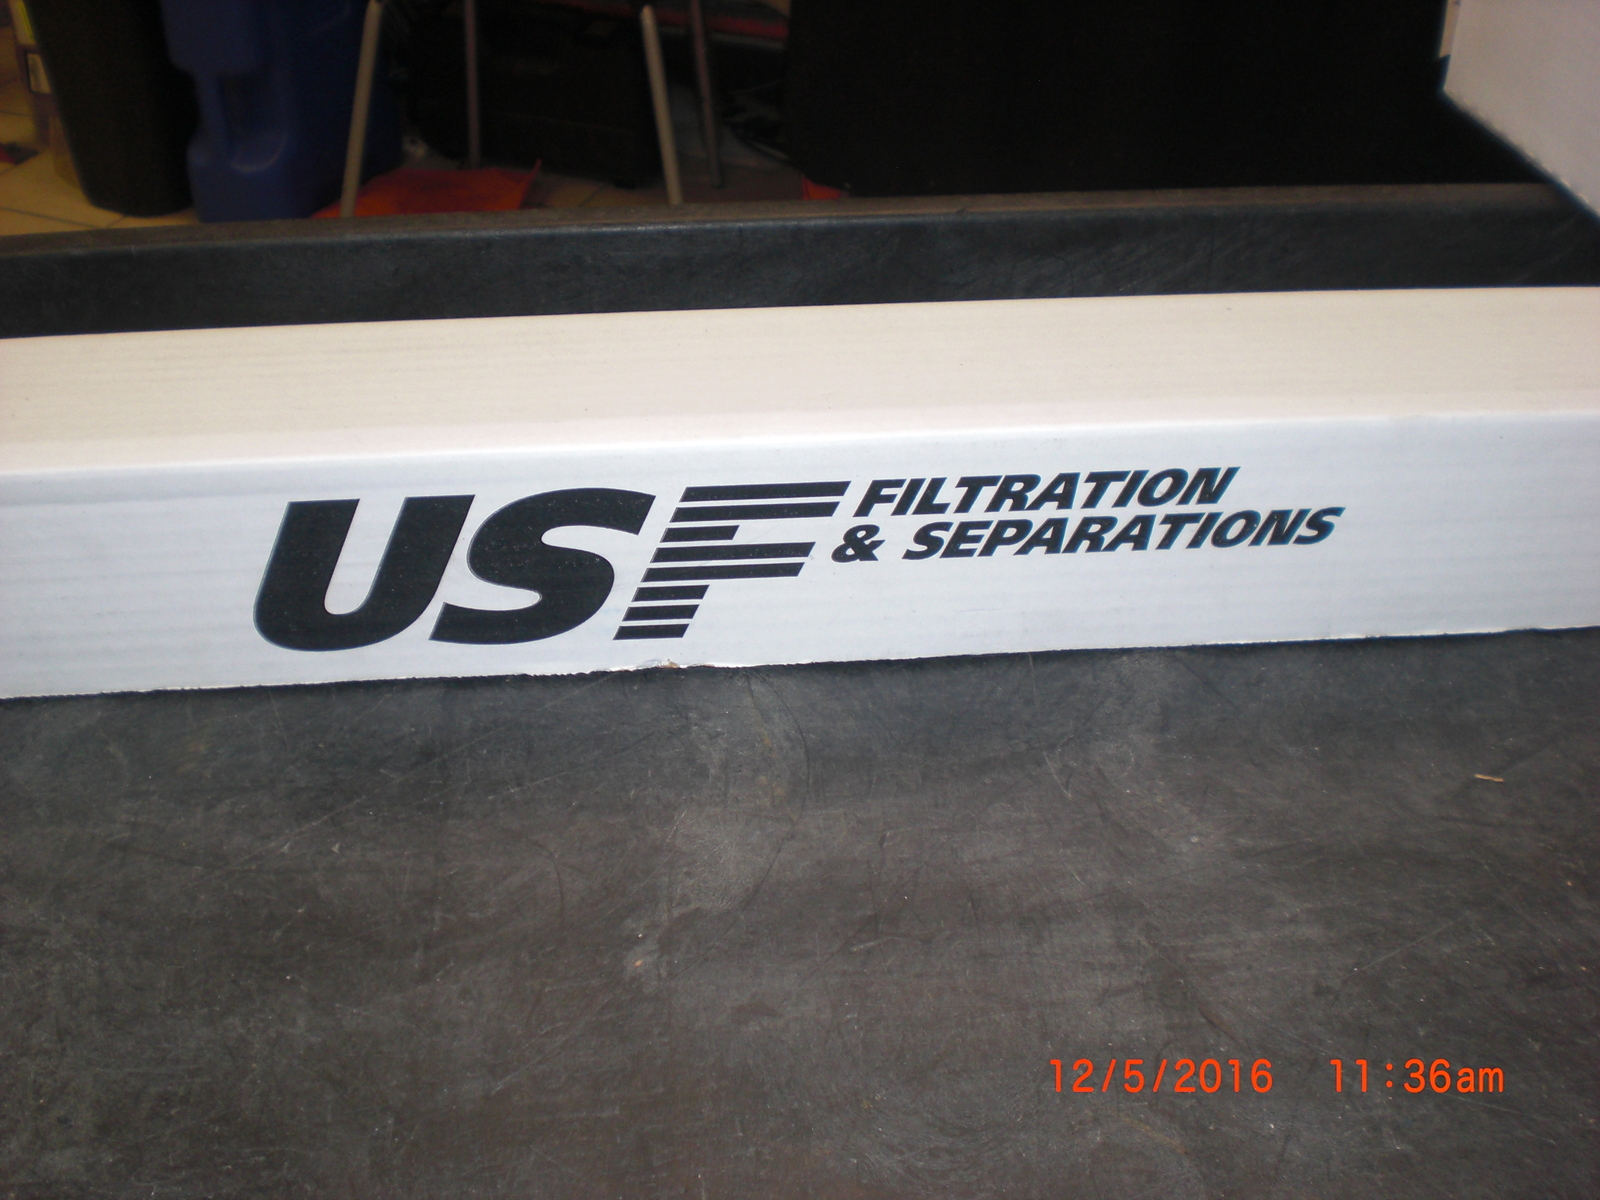 USF FILTRATION
& SEPARATIONS
12/5/2016 11:36am